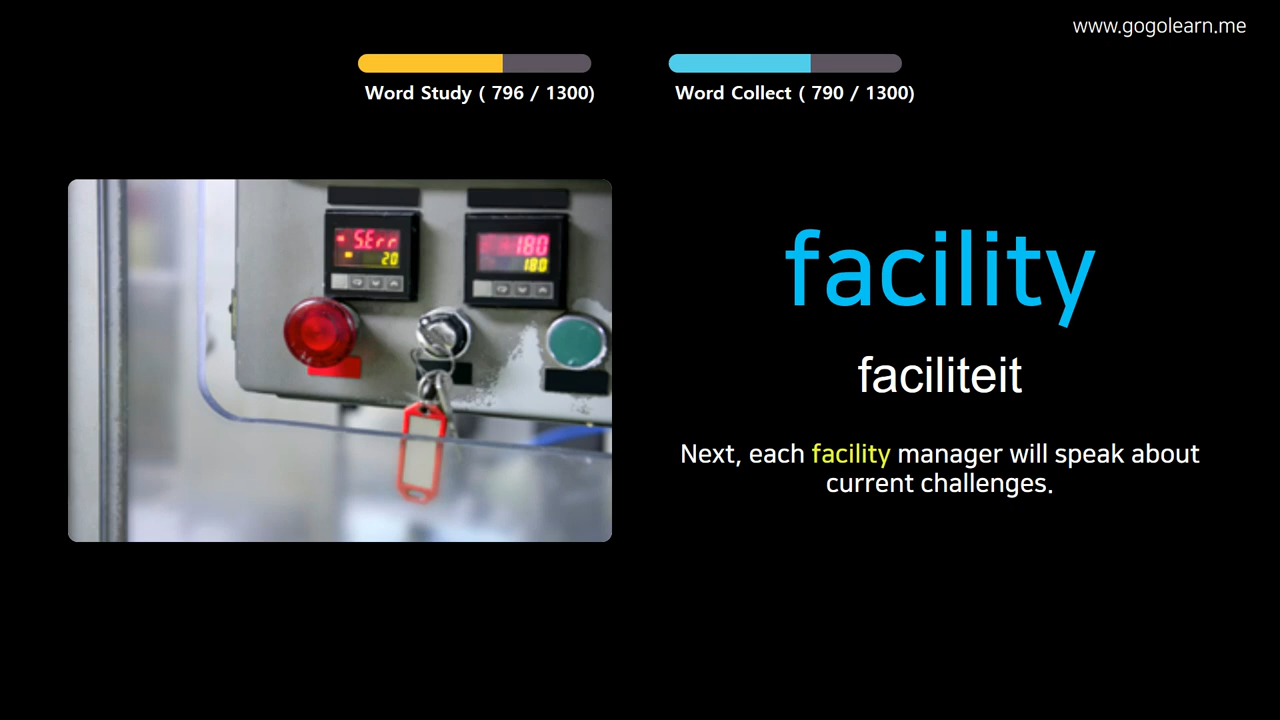 www.gogolearn.me
Word Study ( 796 / 1300)
Word Collect ( 790 / 1300)
S.Err
20
180
180
facility
faciliteit
Next, each facility manager will speak about
current challenges.